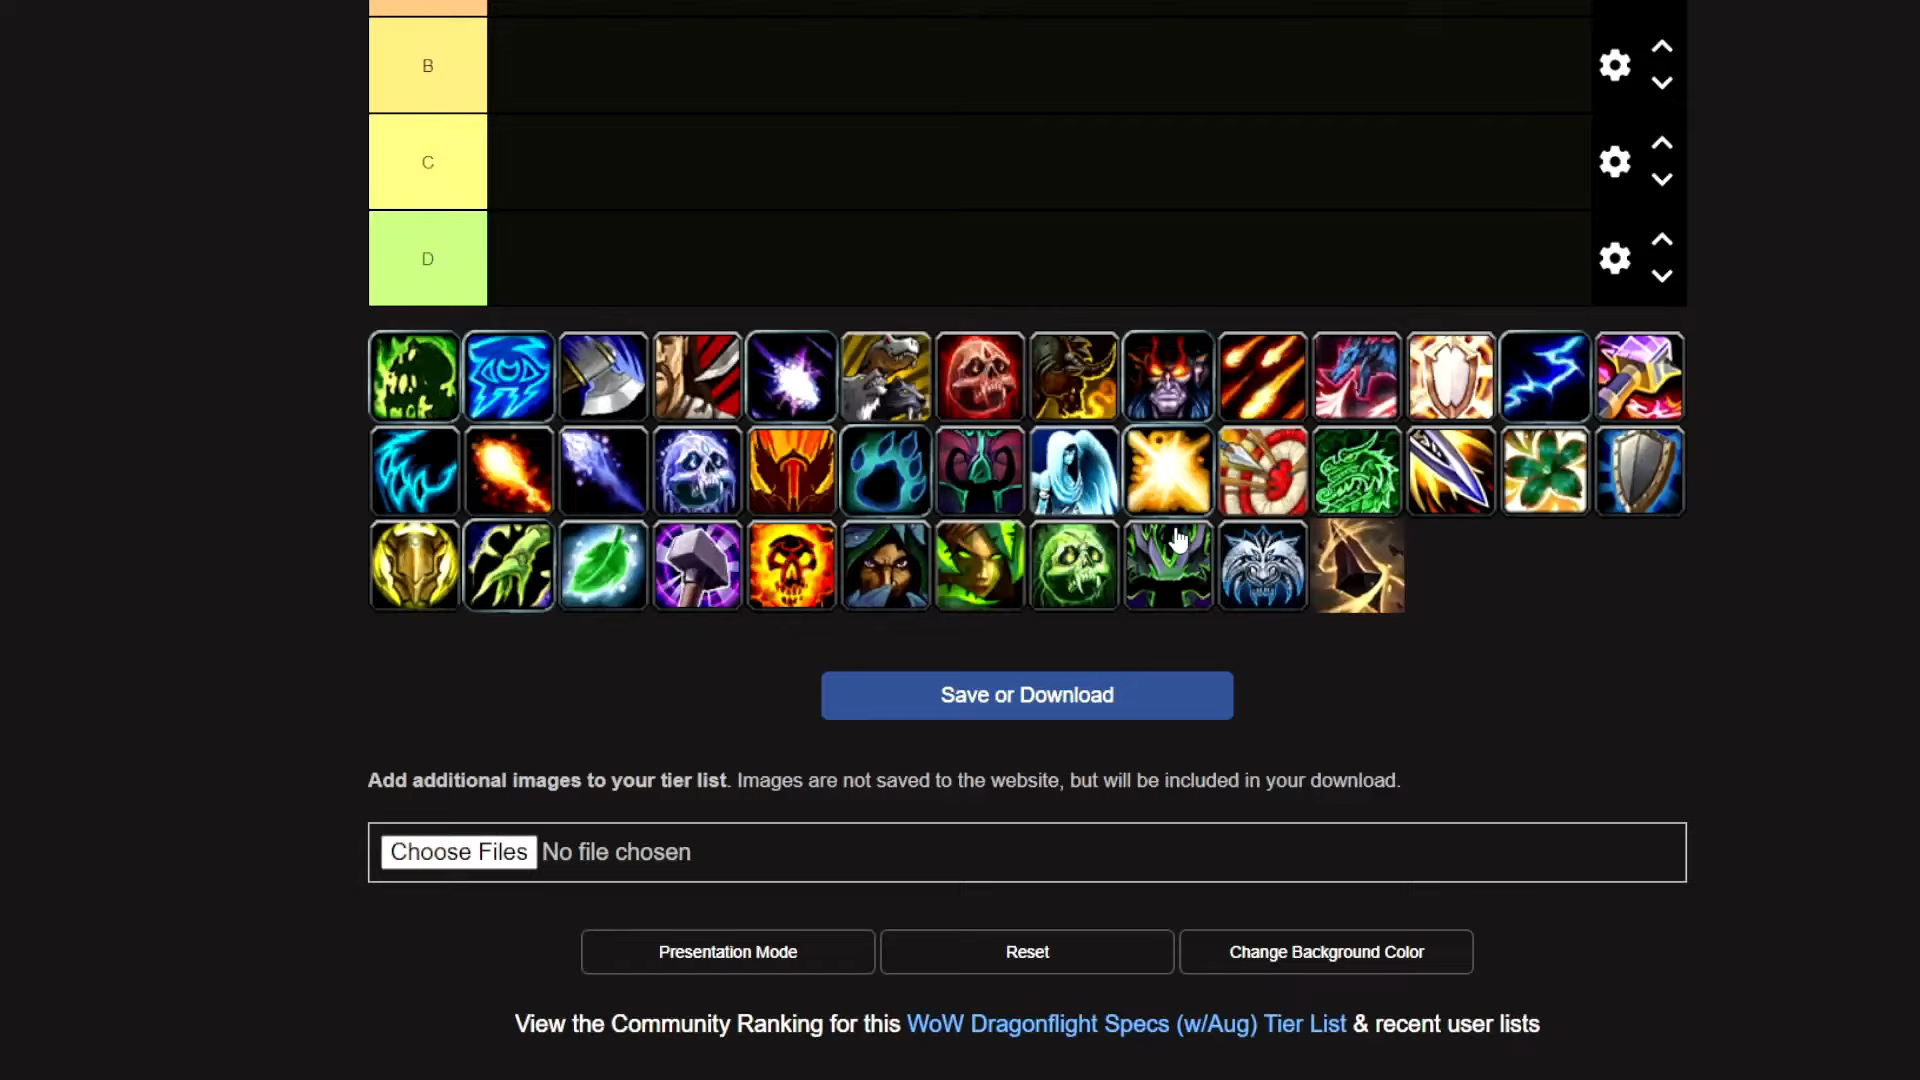 B
C
D
Save or Download
Add additional images to your tier list. Images are not saved to the website, but will be included in your download.
Choose Files No file chosen
Presentation Mode
Reset
Change Background Color
View the Community Ranking for this WoW Dragonflight Specs (w/Aug) Tier List & recent user lists